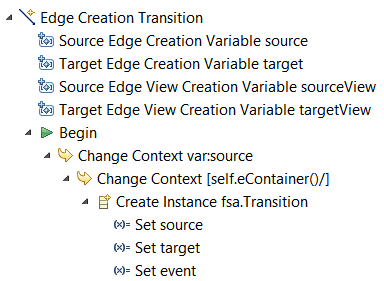 Edge Creation Transition
Source Edge Creation Variable source
Target Edge Creation Variable target
Source Edge View Creation Variable sourceView
Target Edge View Creation Variable targetView
Begin
Change Context var:source
Change Context [self.eContainer()/]
Create Instance fsa.Transition
(x)= Set source
(x)= Set target
(x)= Set event